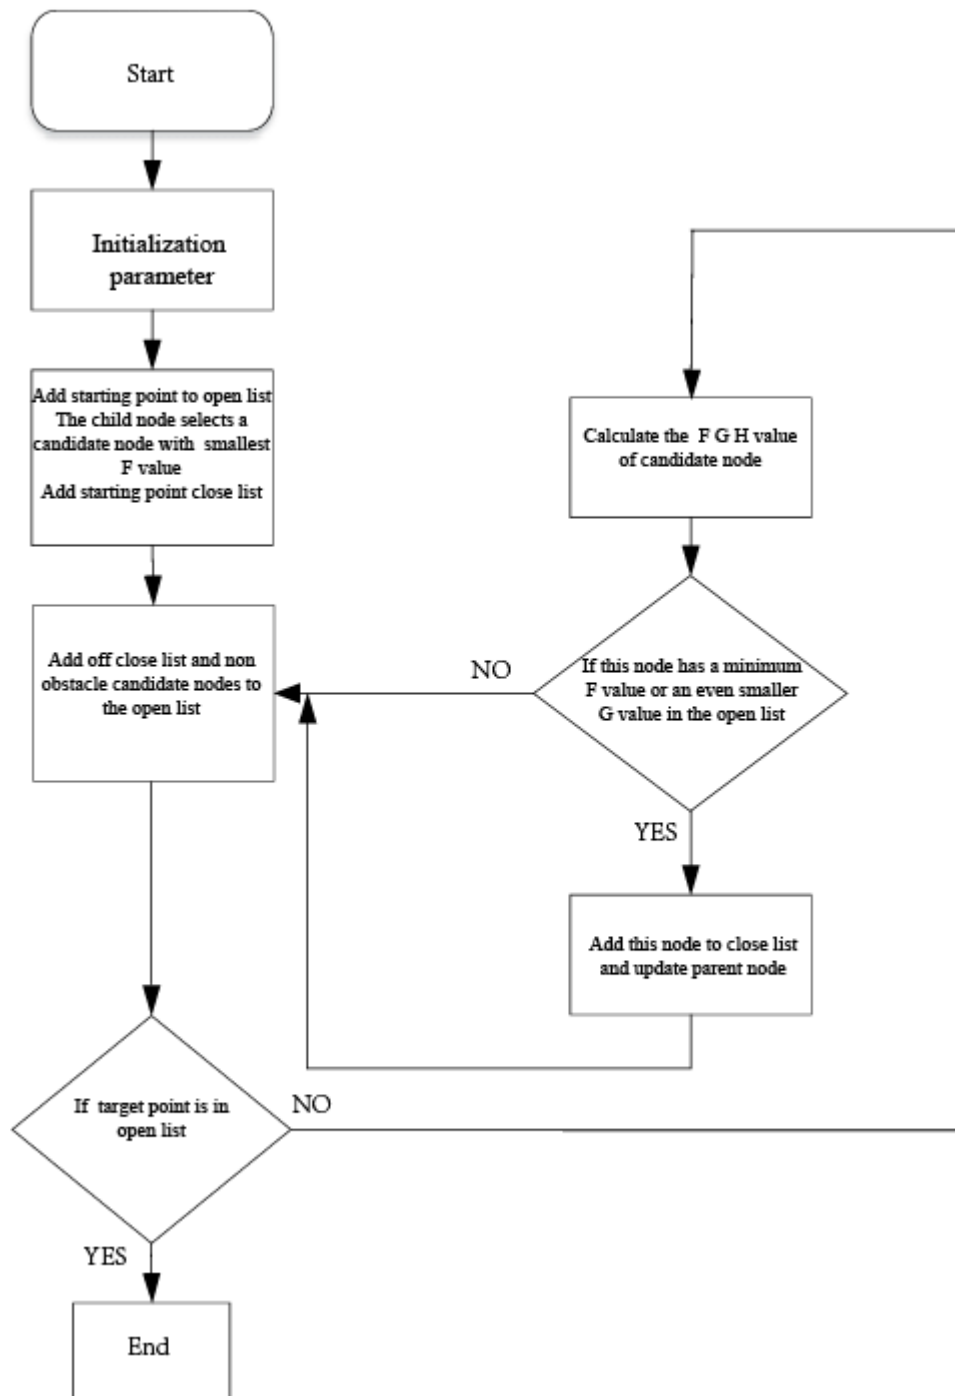 Start
Initialization
parameter
Add starting point to open list
The child node selects a
candidate node with smallest
F value
Add starting point close list
Add off close list and non
obstacle candidate nodes to
the open list
If target point is in
open list
NO
YES
End
Calculate the F G H value
of candidate node
If this node has a minimum
F value or an even smaller
G value in the open list
NO
YES
Add this node to close list
and update parent node